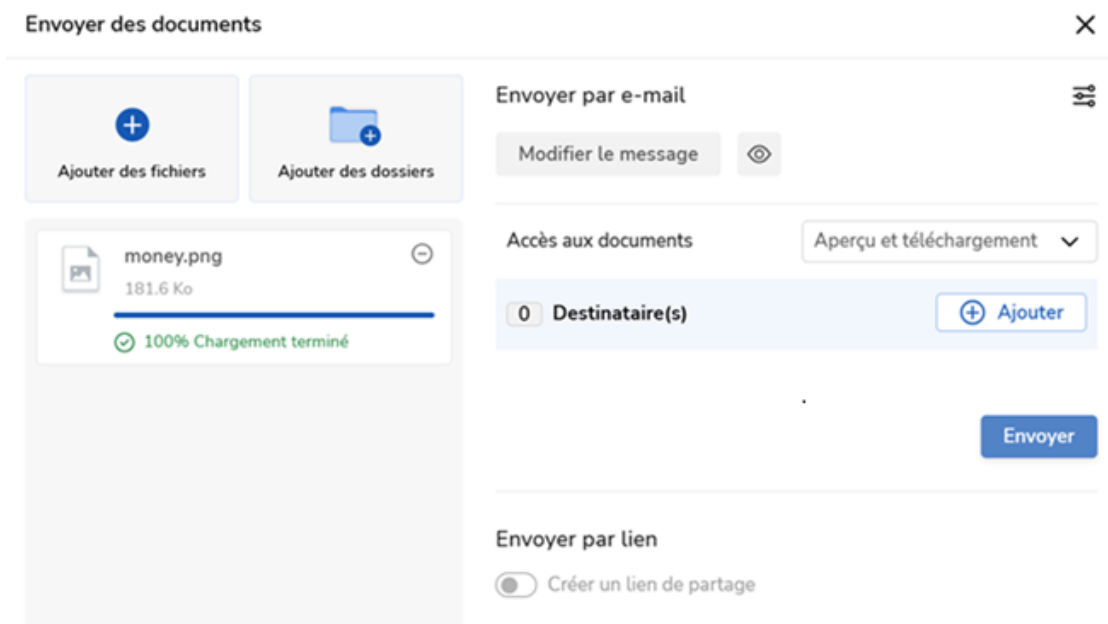 Envoyer des documents
Ajouter des fichiers
Ajouter des dossiers
money.png
181.6 Ko
100% Chargement terminé
Envoyer par e-mail
Modifier le message
Accès aux documents
Aperçu et téléchargement
0 Destinataire(s)
Ajouter
Envoyer
Envoyer par lien
Créer un lien de partage